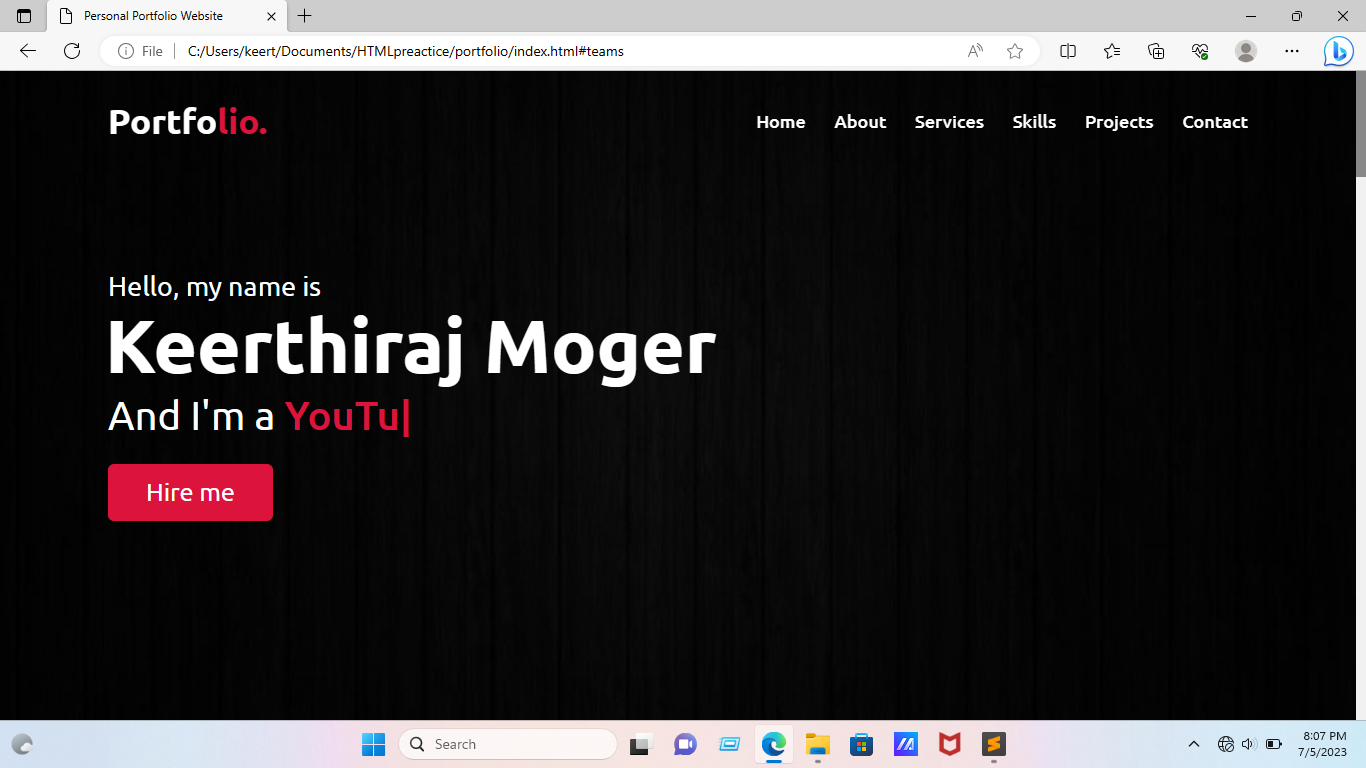 Personal Portfolio Website
File
C:/Users/keert/Documents/HTMLpreactice/portfolio/index.html#teams
Portfolio.
Home About Services Skills Projects Contact
Hello, my name is
Keerthiraj Moger
And I'm a YouTu|
Hire me
Search
8:07 PM
7/5/2023